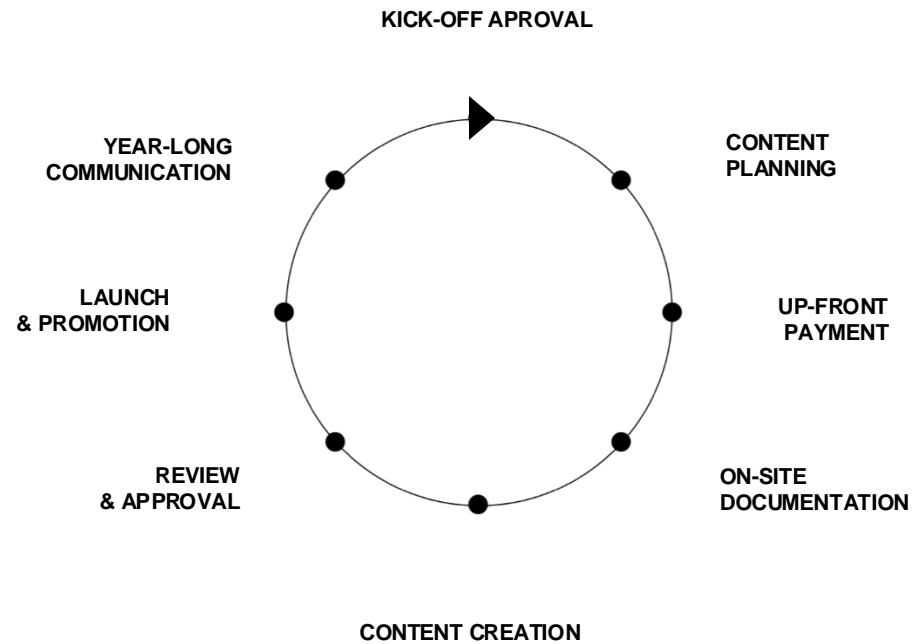 KICK-OFF APROVAL
CONTENT
PLANNING
UP-FRONT
PAYMENT
ON-SITE
DOCUMENTATION
CONTENT CREATION
REVIEW
& APPROVAL
LAUNCH
& PROMOTION
YEAR-LONG
COMMUNICATION